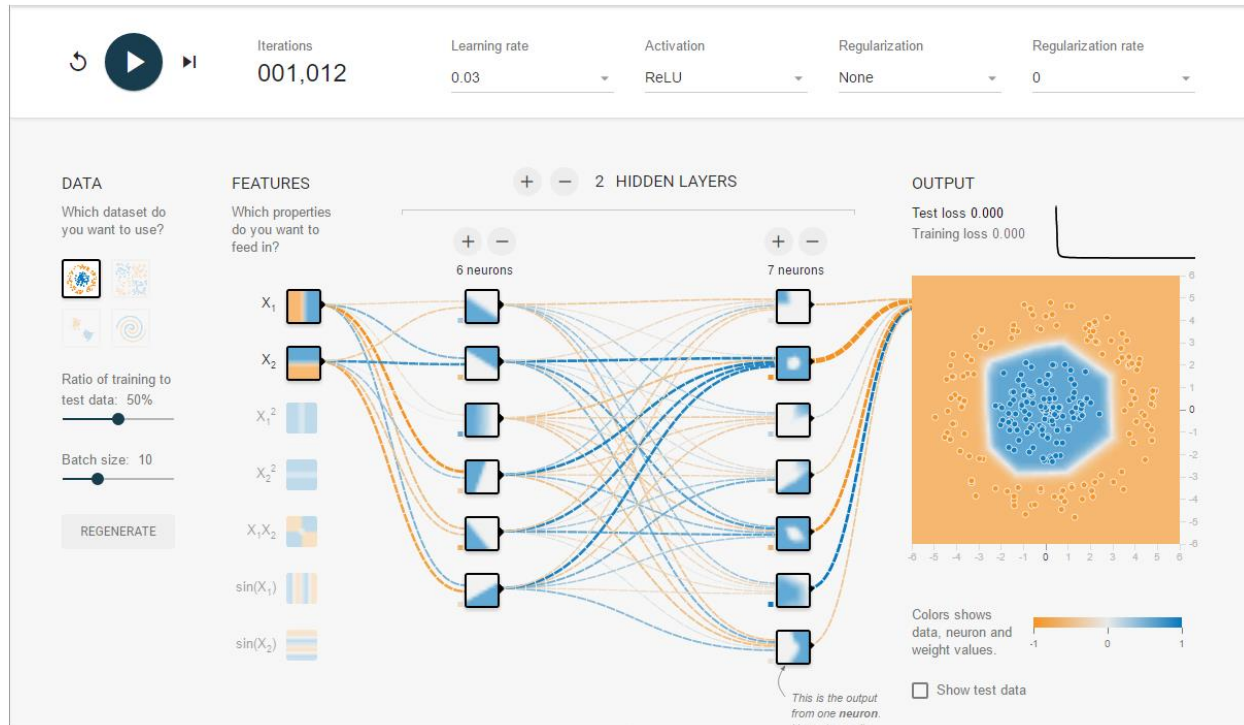 Iterations
001,012
Learning rate
0.03
Activation
ReLU
Regularization
None
Regularization rate
0
DATA
Which dataset do
you want to use?
Ratio of training to
test data: 50%
Batch size: 10
REGENERATE
FEATURES
Which properties
do you want to
feed in?
X₁
X₂
X₁²
X₂²
X₁X₂
sin(X₁)
sin(X₂)
+ − 2 HIDDEN LAYERS
+ −
6 neurons
+ −
7 neurons
This is the output
from one neuron.
OUTPUT
Test loss 0.000
Training loss 0.000
6
5
4
3
2
1
0
-1
-2
-3
-4
-5
-6
-6 -5 -4 -3 -2 -1 0 1 2 3 4 5 6
Colors shows
data, neuron and
weight values.
-1 0 1
Show test data